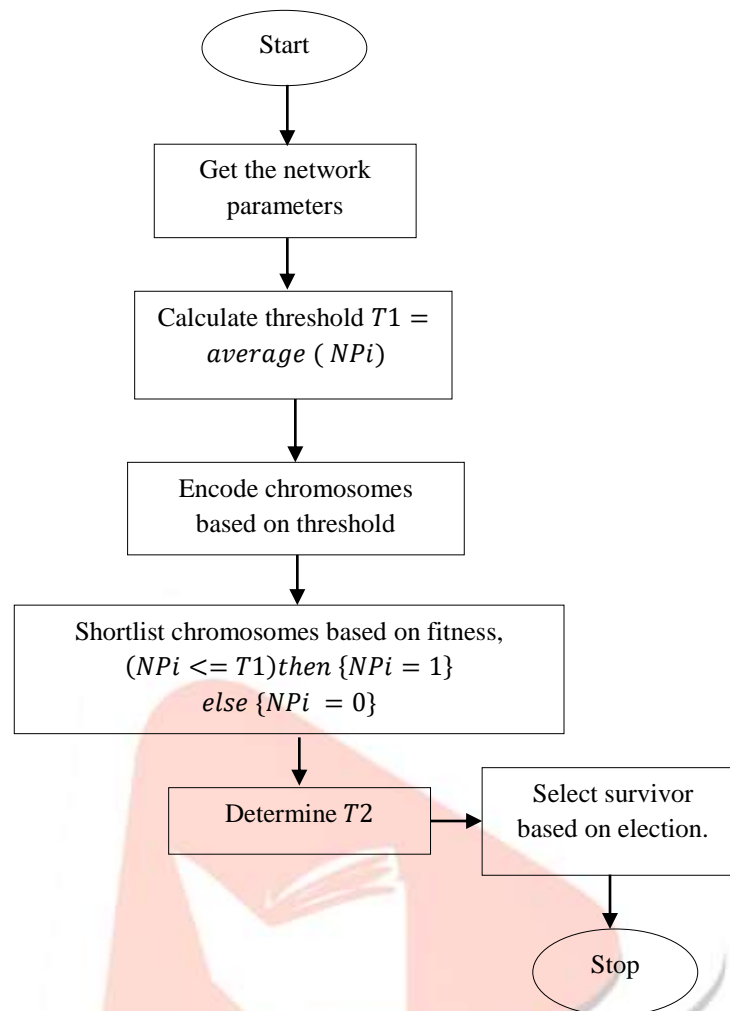 Start
Get the network
parameters
Calculate threshold 𝑇1 =
𝑎𝑣𝑒𝑟𝑎𝑔𝑒 ( 𝑁𝑃𝑖)
Encode chromosomes
based on threshold
Shortlist chromosomes based on fitness,
(𝑁𝑃𝑖 <= 𝑇1)𝑡ℎ𝑒𝑛 {𝑁𝑃𝑖 = 1}
𝑒𝑙𝑠𝑒 {𝑁𝑃𝑖 = 0}
Determine 𝑇2
Select survivor
based on election.
Stop